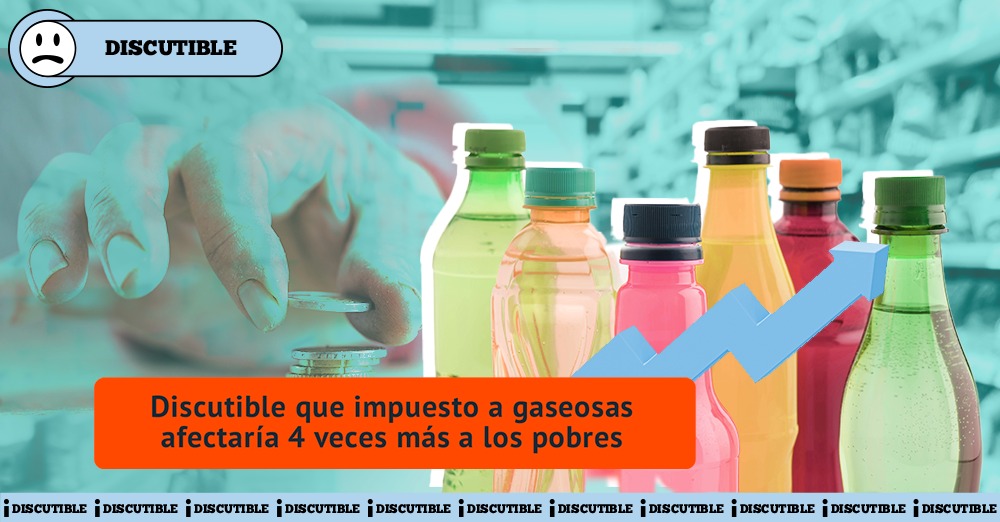 DISCUTIBLE
Discutible que impuesto a gaseosas
afectaría 4 veces más a los pobres
¡ DISCUTIBLE ¡ DISCUTIBLE ¡ DISCUTIBLE ¡ DISCUTIBLE ¡ DISCUTIBLE ¡ DISCUTIBLE ¡ DISCUTIBLE ¡ DISCUTIBLE ¡ DISCUTIBLE ¡ DISCUTIBLE ¡ DISCUTIBLE